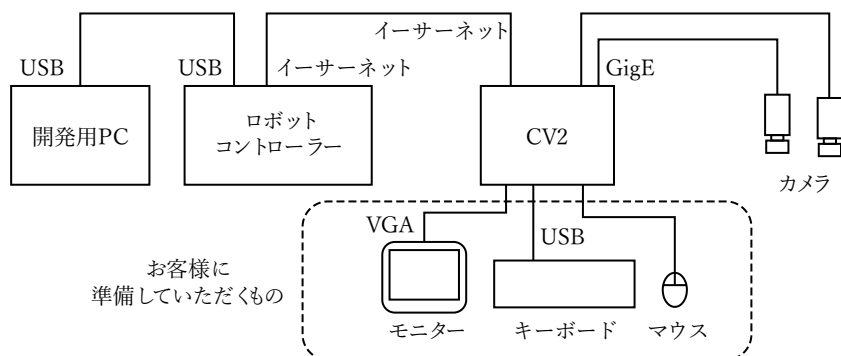 イーサーネット
USB
USB
イーサーネット
GigE
開発用PC
ロボット
コントローラー
CV2
カメラ
VGA
USB
お客様に
準備していただくもの
モニター
キーボード
マウス